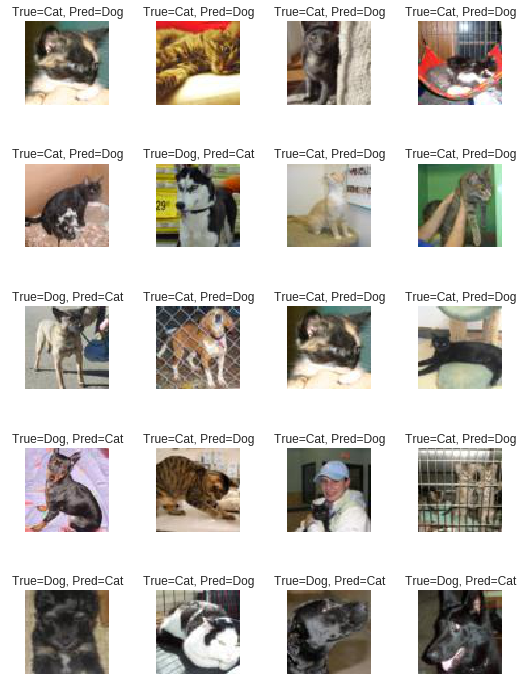 True=Cat, Pred=Dog True=Cat, Pred=Dog True=Cat, Pred=Dog True=Cat, Pred=Dog
True=Cat, Pred=Dog True=Dog, Pred=Cat True=Cat, Pred=Dog True=Cat, Pred=Dog
29
True=Dog, Pred=Cat True=Cat, Pred=Dog True=Cat, Pred=Dog True=Cat, Pred=Dog
True=Dog, Pred=Cat True=Cat, Pred=Dog True=Cat, Pred=Dog True=Cat, Pred=Dog
True=Dog, Pred=Cat True=Cat, Pred=Dog True=Dog, Pred=Cat True=Dog, Pred=Cat